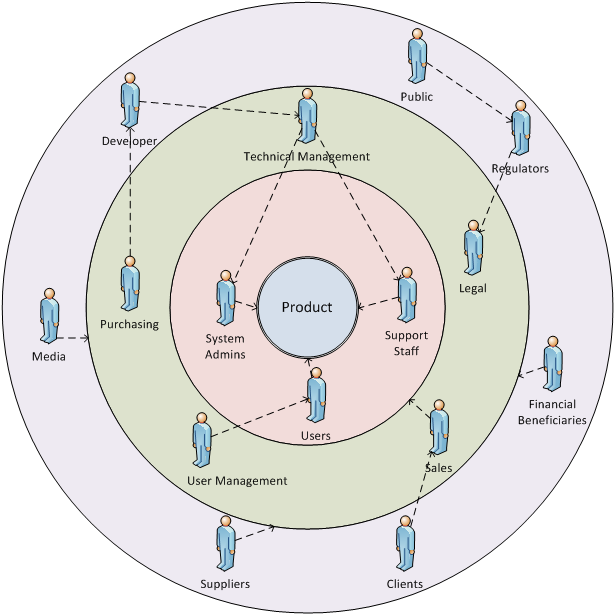 Public
Developer
Technical Management
Regulators
Legal
Purchasing
Product
System
Admins
Support
Staff
Media
Financial
Beneficiaries
Users
Sales
User Management
Suppliers
Clients